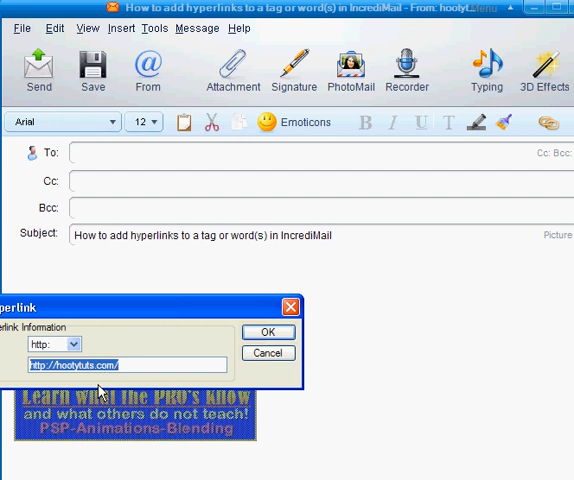 How to add hyperlinks to a tag or word(s) in IncrediMail - From: hootyt...
Menu
File Edit View Insert Tools Message Help
Send Save From Attachment Signature PhotoMail Recorder Typing 3D Effects
Arial 12 Emoticons B I U T
To: Cc: Bcc:
Cc:
Bcc:
Subject: How to add hyperlinks to a tag or word(s) in IncrediMail Picture
perlink
erlink Information
http: OK
http://hootytuts.com/ Cancel
Learn what the PRO's know
and what others do not teach!
PSP-Animations-Blending